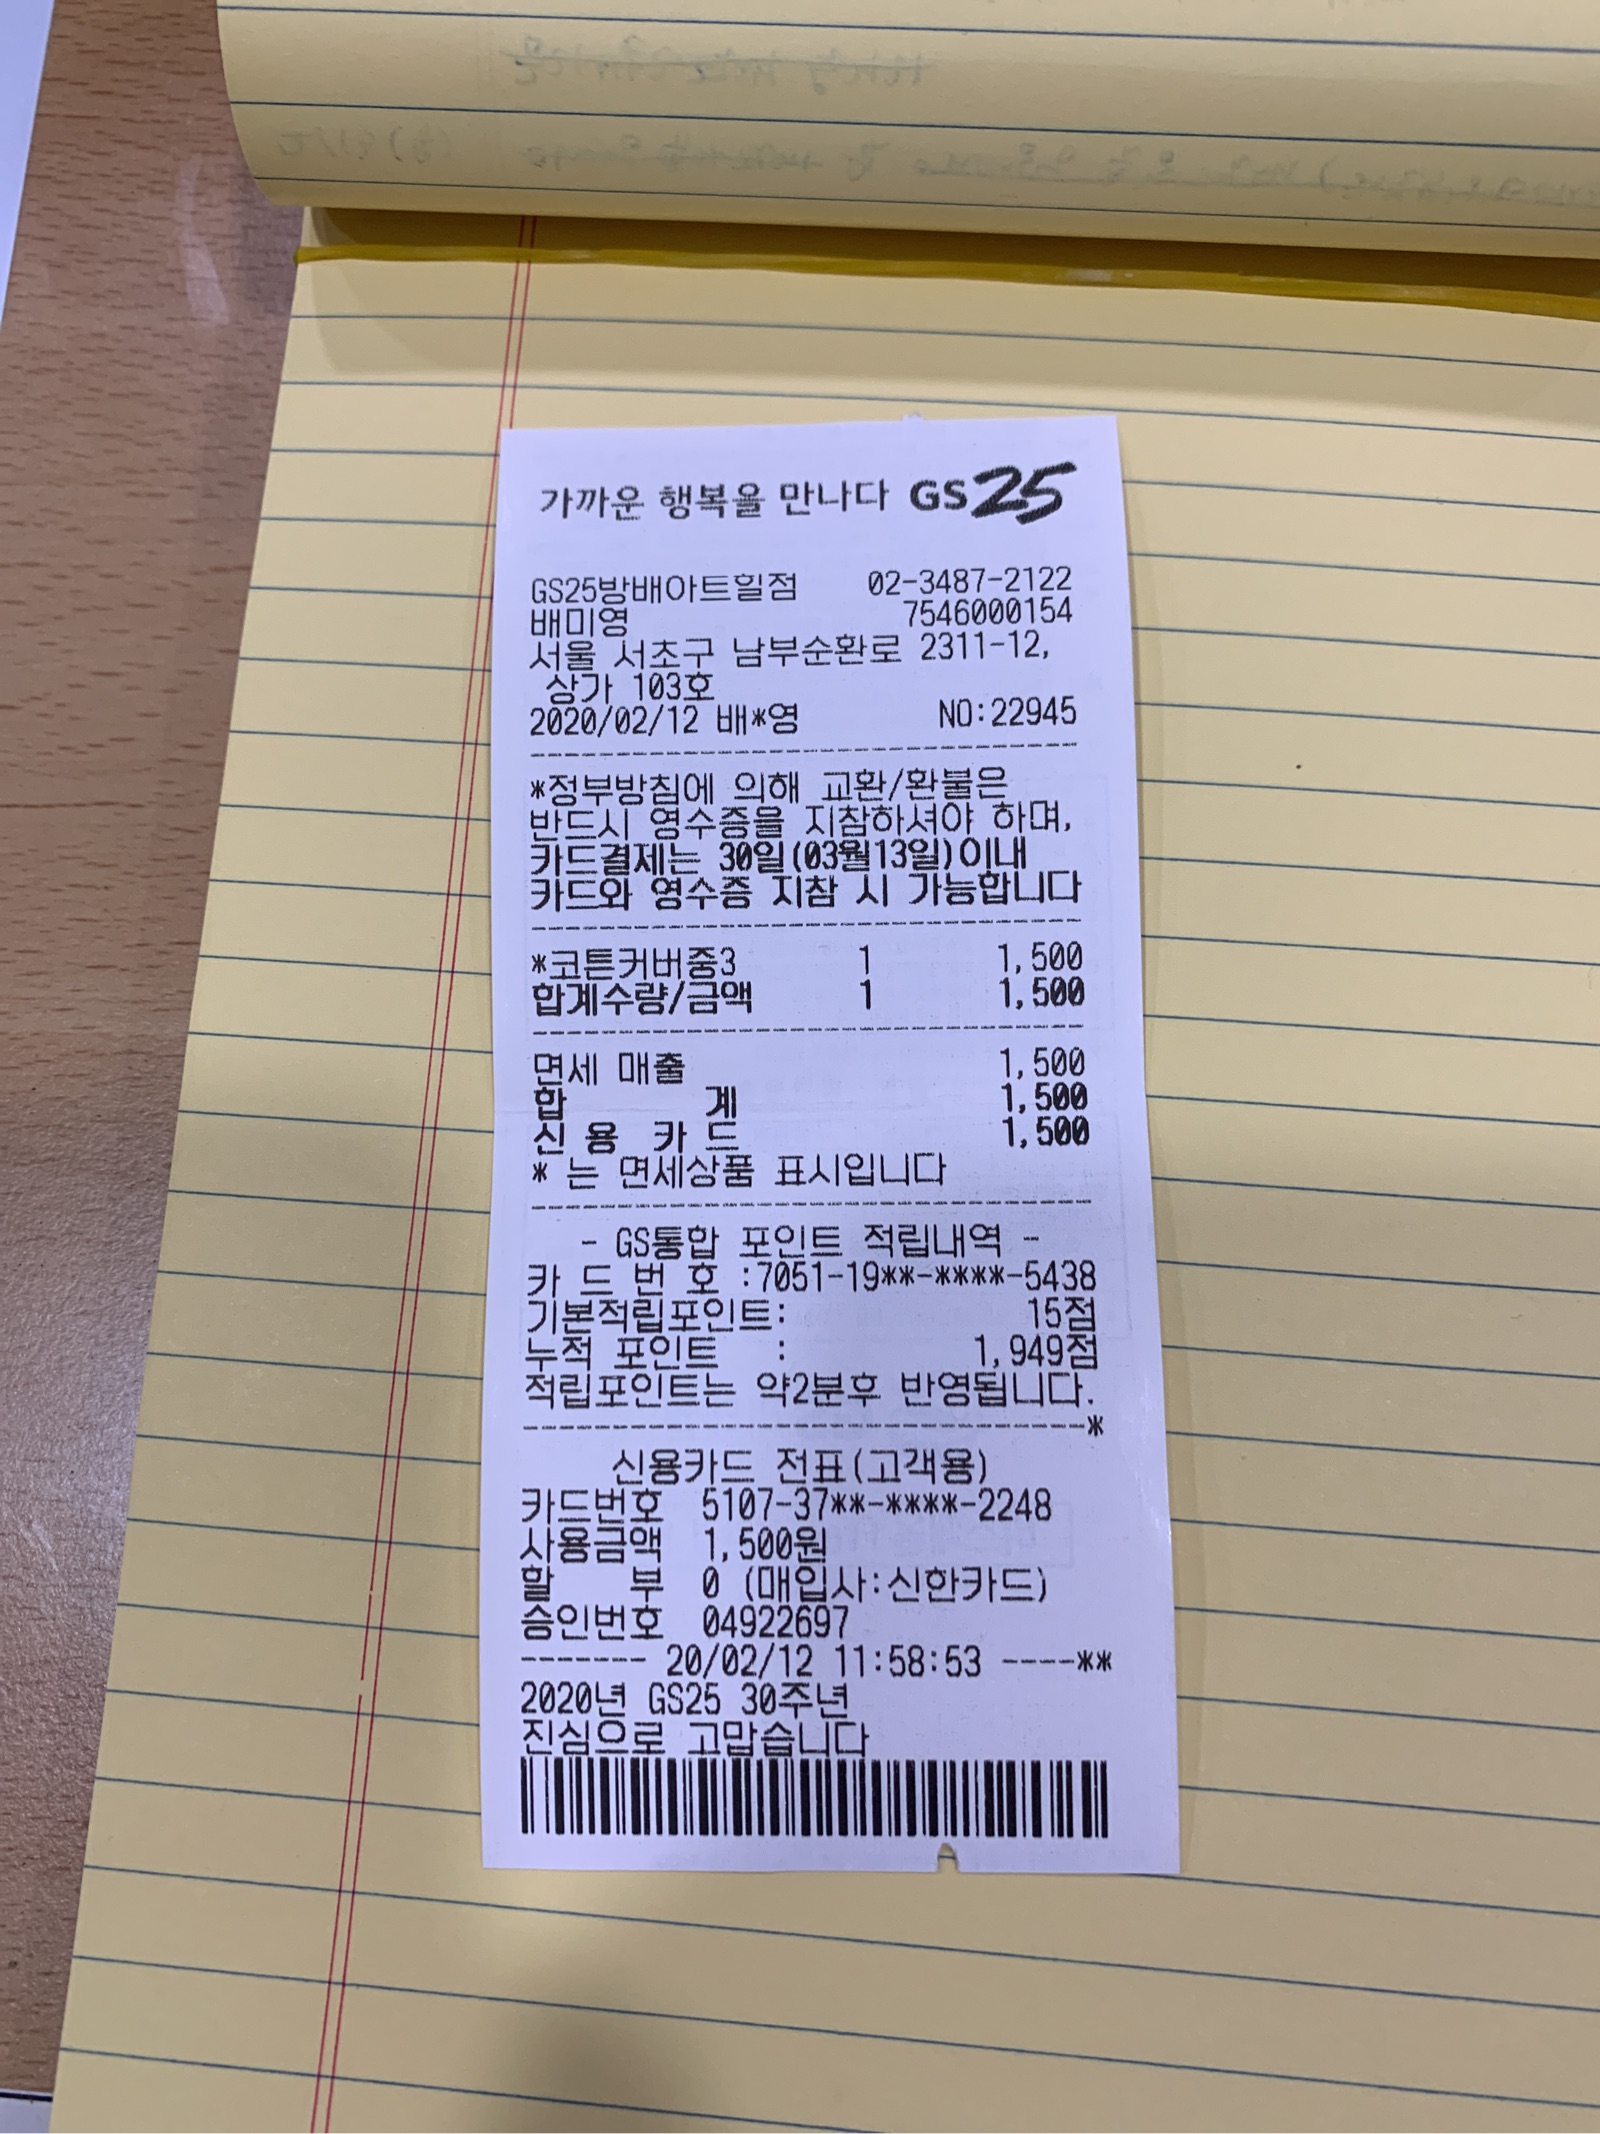 가까운 행복을 만나다 GS25
GS25방배아트힐점 02-3487-2122
배미영 7546000154
서울 서초구 남부순환로 2311-12,
상가 103호
2020/02/12 배*영 NO:22945
*정부방침에 의해 교환/환불은
반드시 영수증을 지참하셔야 하며,
카드결제는 30일(03월13일)이내
카드와 영수증 지참 시 가능합니다
*코튼커버중3 1 1,500
합계수량/금액 1 1,500
면세 매출 1,500
합 계 1,500
신 용 카 드 1,500
* 는 면세상품 표시입니다
- GS통합 포인트 적립내역 -
카 드 번 호 :7051-19**-****-5438
기본적립포인트: 15점
누적 포인트 : 1,949점
적립포인트는 약2분후 반영됩니다.
*
신용카드 전표(고객용)
카드번호 5107-37**-****-2248
사용금액 1,500원
할 부 0 (매입사:신한카드)
승인번호 04922697
------- 20/02/12 11:58:53 ----**
2020년 GS25 30주년
진심으로 고맙습니다